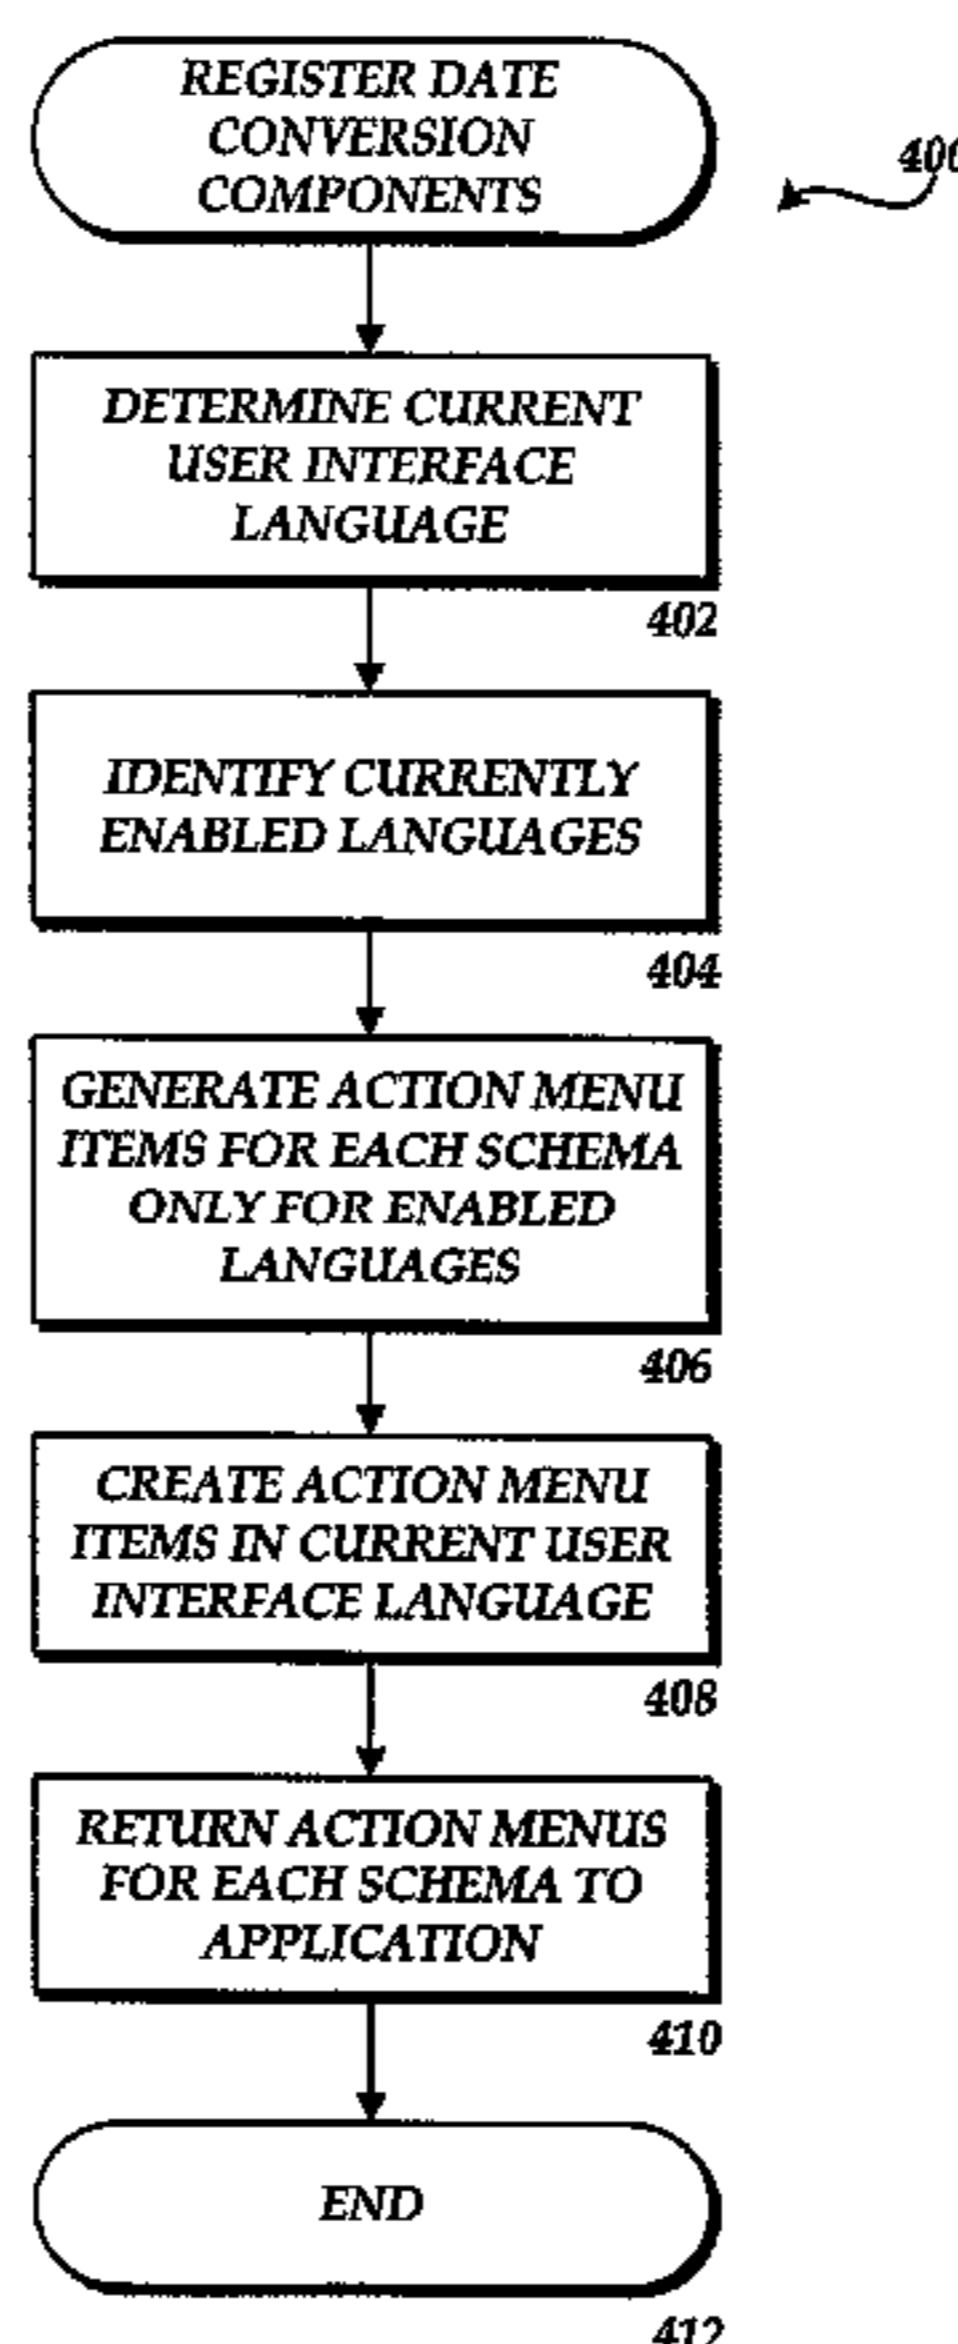 REGISTER DATE
CONVERSION
COMPONENTS
400
DETERMINE CURRENT
USER INTERFACE
LANGUAGE
402
IDENTIFY CURRENTLY
ENABLED LANGUAGES
404
GENERATE ACTION MENU
ITEMS FOR EACH SCHEMA
ONLY FOR ENABLED
LANGUAGES
406
CREATE ACTION MENU
ITEMS IN CURRENT USER
INTERFACE LANGUAGE
408
RETURN ACTION MENUS
FOR EACH SCHEMA TO
APPLICATION
410
END
412